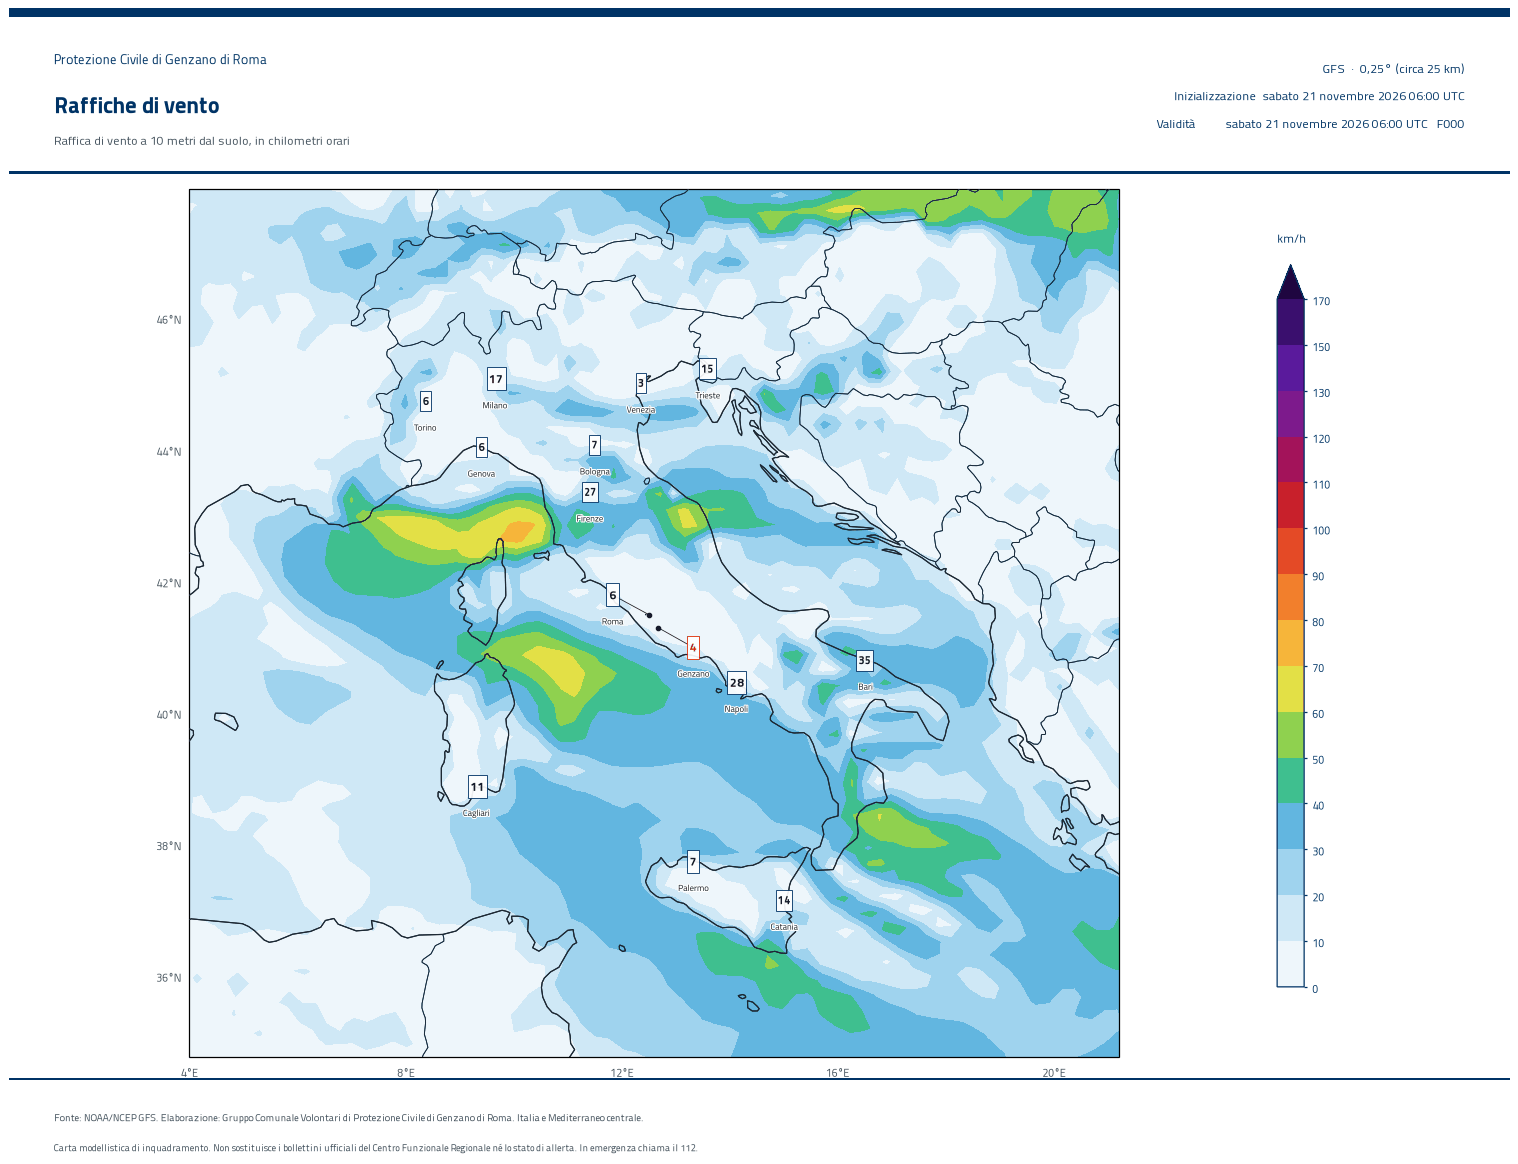 Protezione Civile di Genzano di Roma
Raffiche di vento
Raffica di vento a 10 metri dal suolo, in chilometri orari
GFS · 0,25° (circa 25 km)
Inizializzazione sabato 21 novembre 2026 06:00 UTC
Validità sabato 21 novembre 2026 06:00 UTC F000
km/h
170
150
130
120
110
100
90
80
70
60
50
40
30
20
10
0
46°N
44°N
42°N
40°N
38°N
36°N
4°E
8°E
12°E
16°E
20°E
17
Milano
3
Venezia
15
Trieste
6
Torino
6
Genova
7
Bologna
27
Firenze
6
Roma
4
Genzano
28
Napoli
35
Bari
11
Cagliari
7
Palermo
14
Catania
Fonte: NOAA/NCEP GFS. Elaborazione: Gruppo Comunale Volontari di Protezione Civile di Genzano di Roma. Italia e Mediterraneo centrale.
Carta modellistica di inquadramento. Non sostituisce i bollettini ufficiali del Centro Funzionale Regionale né lo stato di allerta. In emergenza chiama il 112.